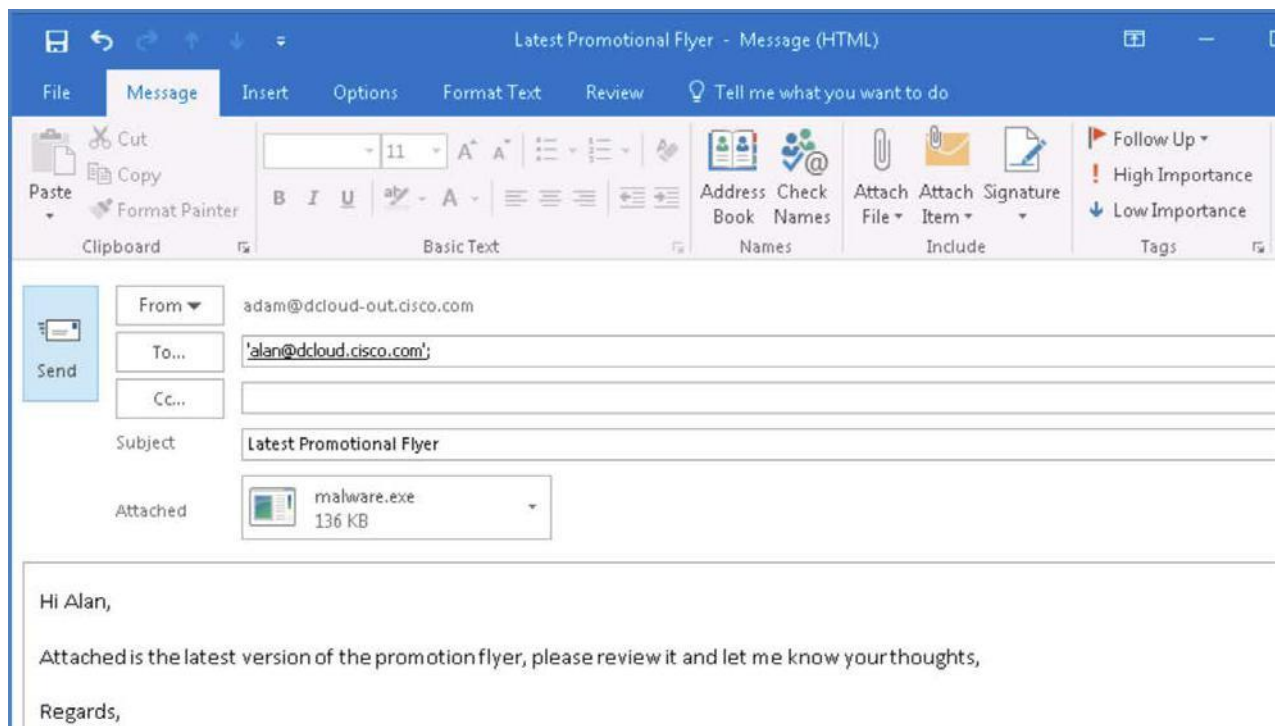 Latest Promotional Flyer - Message (HTML)
File Message Insert Options Format Text Review Tell me what you want to do
Paste
Cut
Copy
Format Painter
Clipboard
11
A A
B I U aby A
Basic Text
Address Book
Check Names
Names
Attach File
Attach Item
Signature
Include
Follow Up
High Importance
Low Importance
Tags
Send
From adam@dcloud-out.cisco.com
To... 'alan@dcloud.cisco.com';
Cc...
Subject Latest Promotional Flyer
Attached malware.exe
136 KB
Hi Alan,
Attached is the latest version of the promotion flyer, please review it and let me know your thoughts,
Regards,